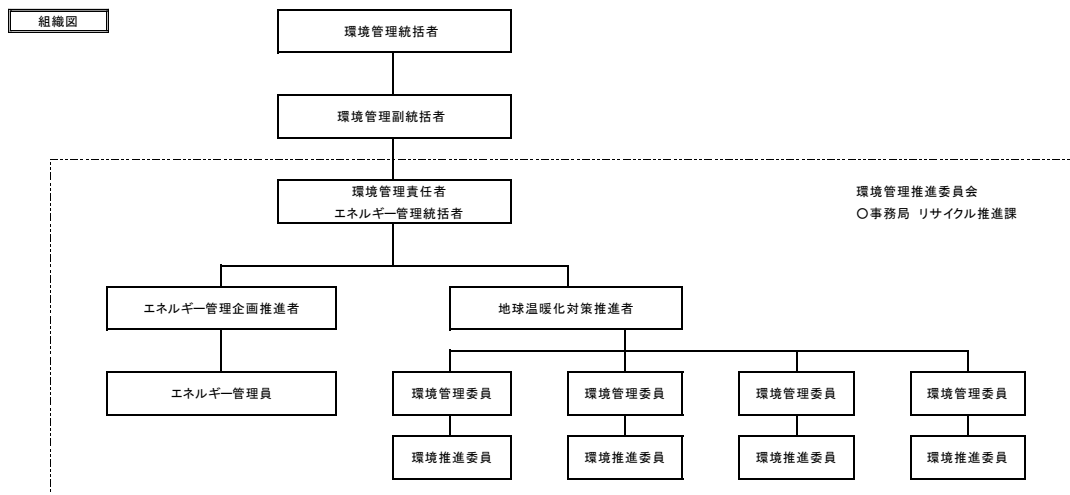 組織図
環境管理統括者
環境管理副統括者
環境管理責任者
エネルギー管理統括者
環境管理推進委員会
〇事務局 リサイクル推進課
エネルギー管理企画推進者
地球温暖化対策推進者
エネルギー管理員
環境管理委員
環境管理委員
環境管理委員
環境管理委員
環境推進委員
環境推進委員
環境推進委員
環境推進委員